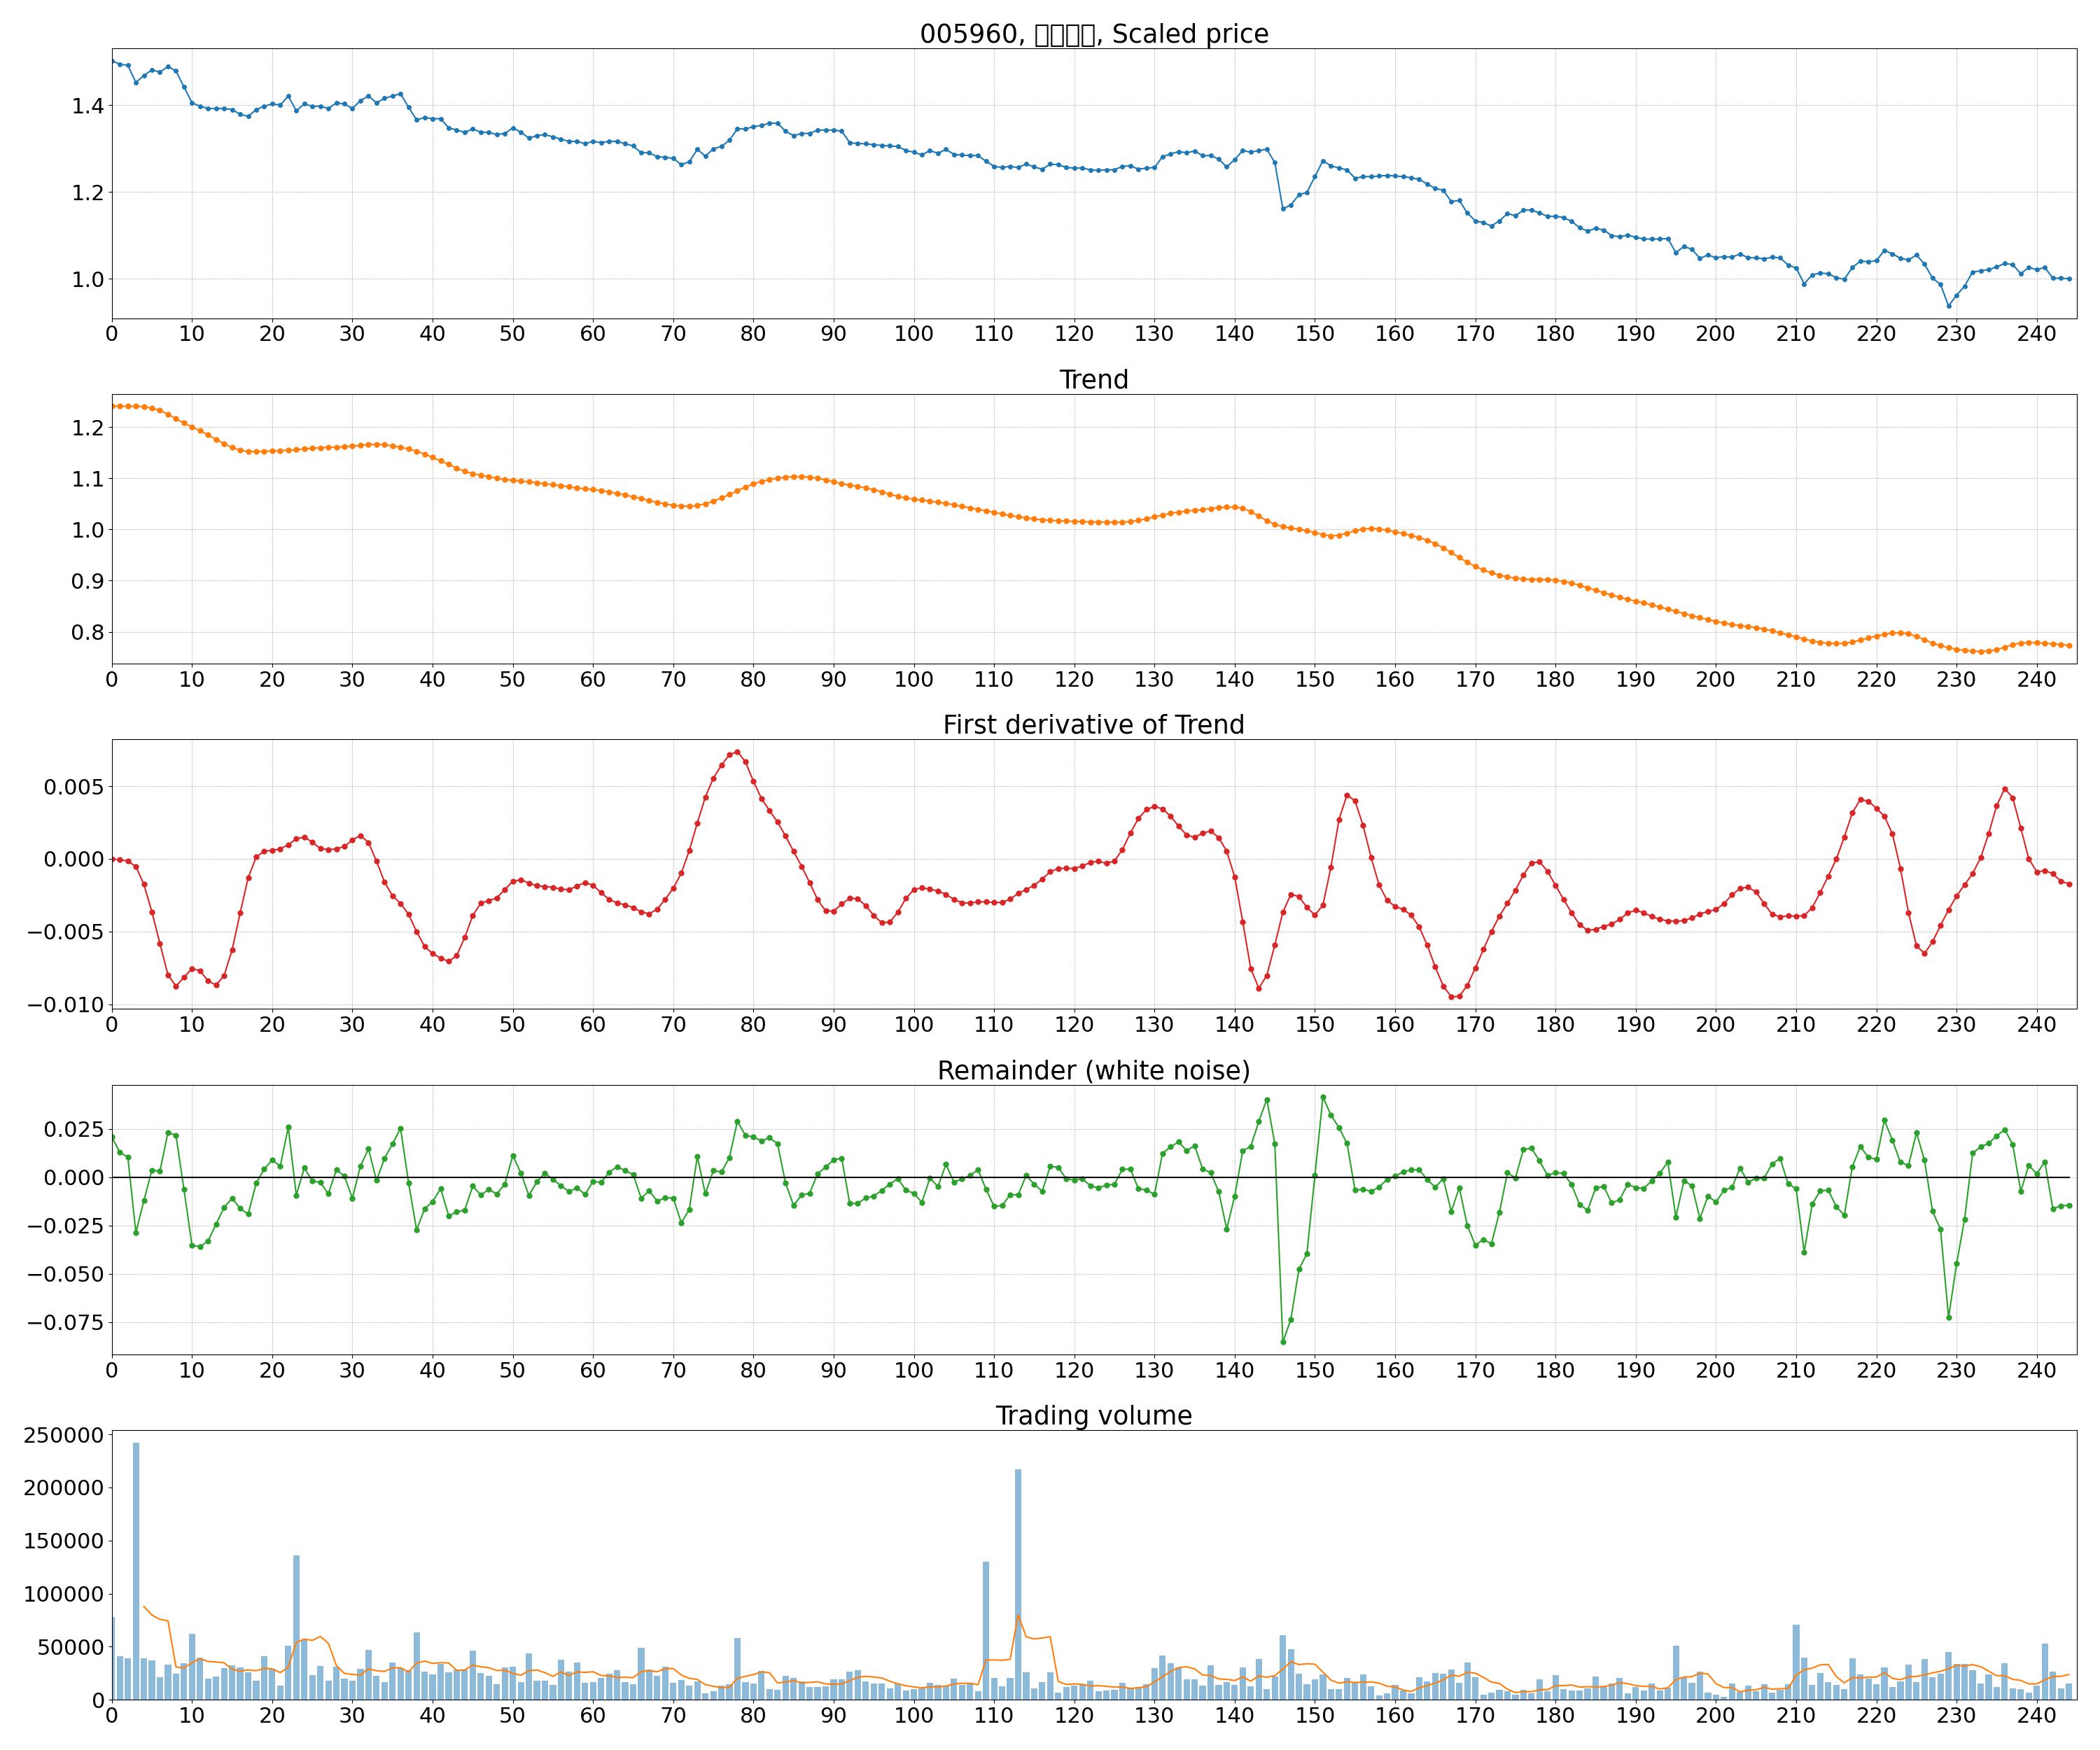 005960, □□□□, Scaled price
1.4
1.2
1.0
0 10 20 30 40 50 60 70 80 90 100 110 120 130 140 150 160 170 180 190 200 210 220 230 240
Trend
1.2
1.1
1.0
0.9
0.8
0 10 20 30 40 50 60 70 80 90 100 110 120 130 140 150 160 170 180 190 200 210 220 230 240
First derivative of Trend
0.005
0.000
−0.005
−0.010
0 10 20 30 40 50 60 70 80 90 100 110 120 130 140 150 160 170 180 190 200 210 220 230 240
Remainder (white noise)
0.025
0.000
−0.025
−0.050
−0.075
0 10 20 30 40 50 60 70 80 90 100 110 120 130 140 150 160 170 180 190 200 210 220 230 240
Trading volume
250000
200000
150000
100000
50000
0
0 10 20 30 40 50 60 70 80 90 100 110 120 130 140 150 160 170 180 190 200 210 220 230 240